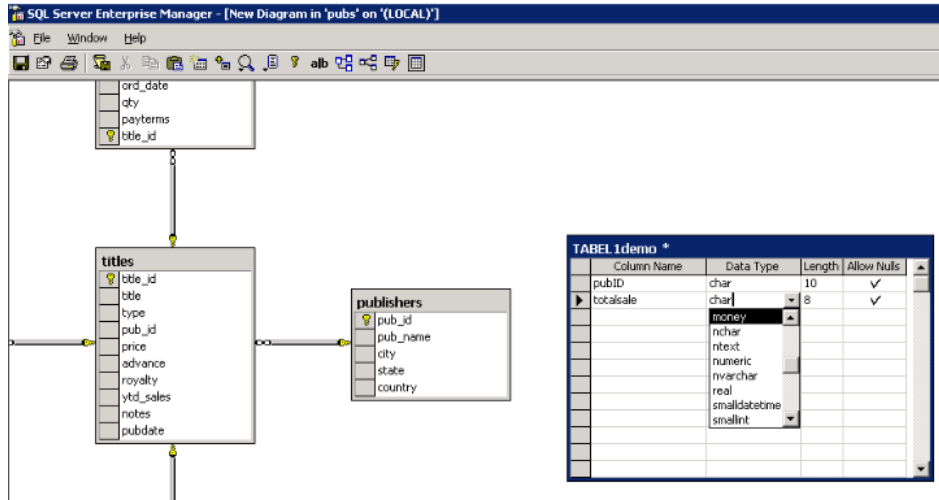 SQL Server Enterprise Manager - [New Diagram in 'pubs' on '(LOCAL)']
File Window Help
ab
ord_date
qty
payterms
title_id
titles
title_id
title
type
pub_id
price
advance
royalty
ytd_sales
notes
pubdate
publishers
pub_id
pub_name
city
state
country
TABEL1demo *
Column Name Data Type Length Allow Nulls
pubID char 10
totalsale char 8
money
nchar
ntext
numeric
nvarchar
real
smalldatetime
smallint